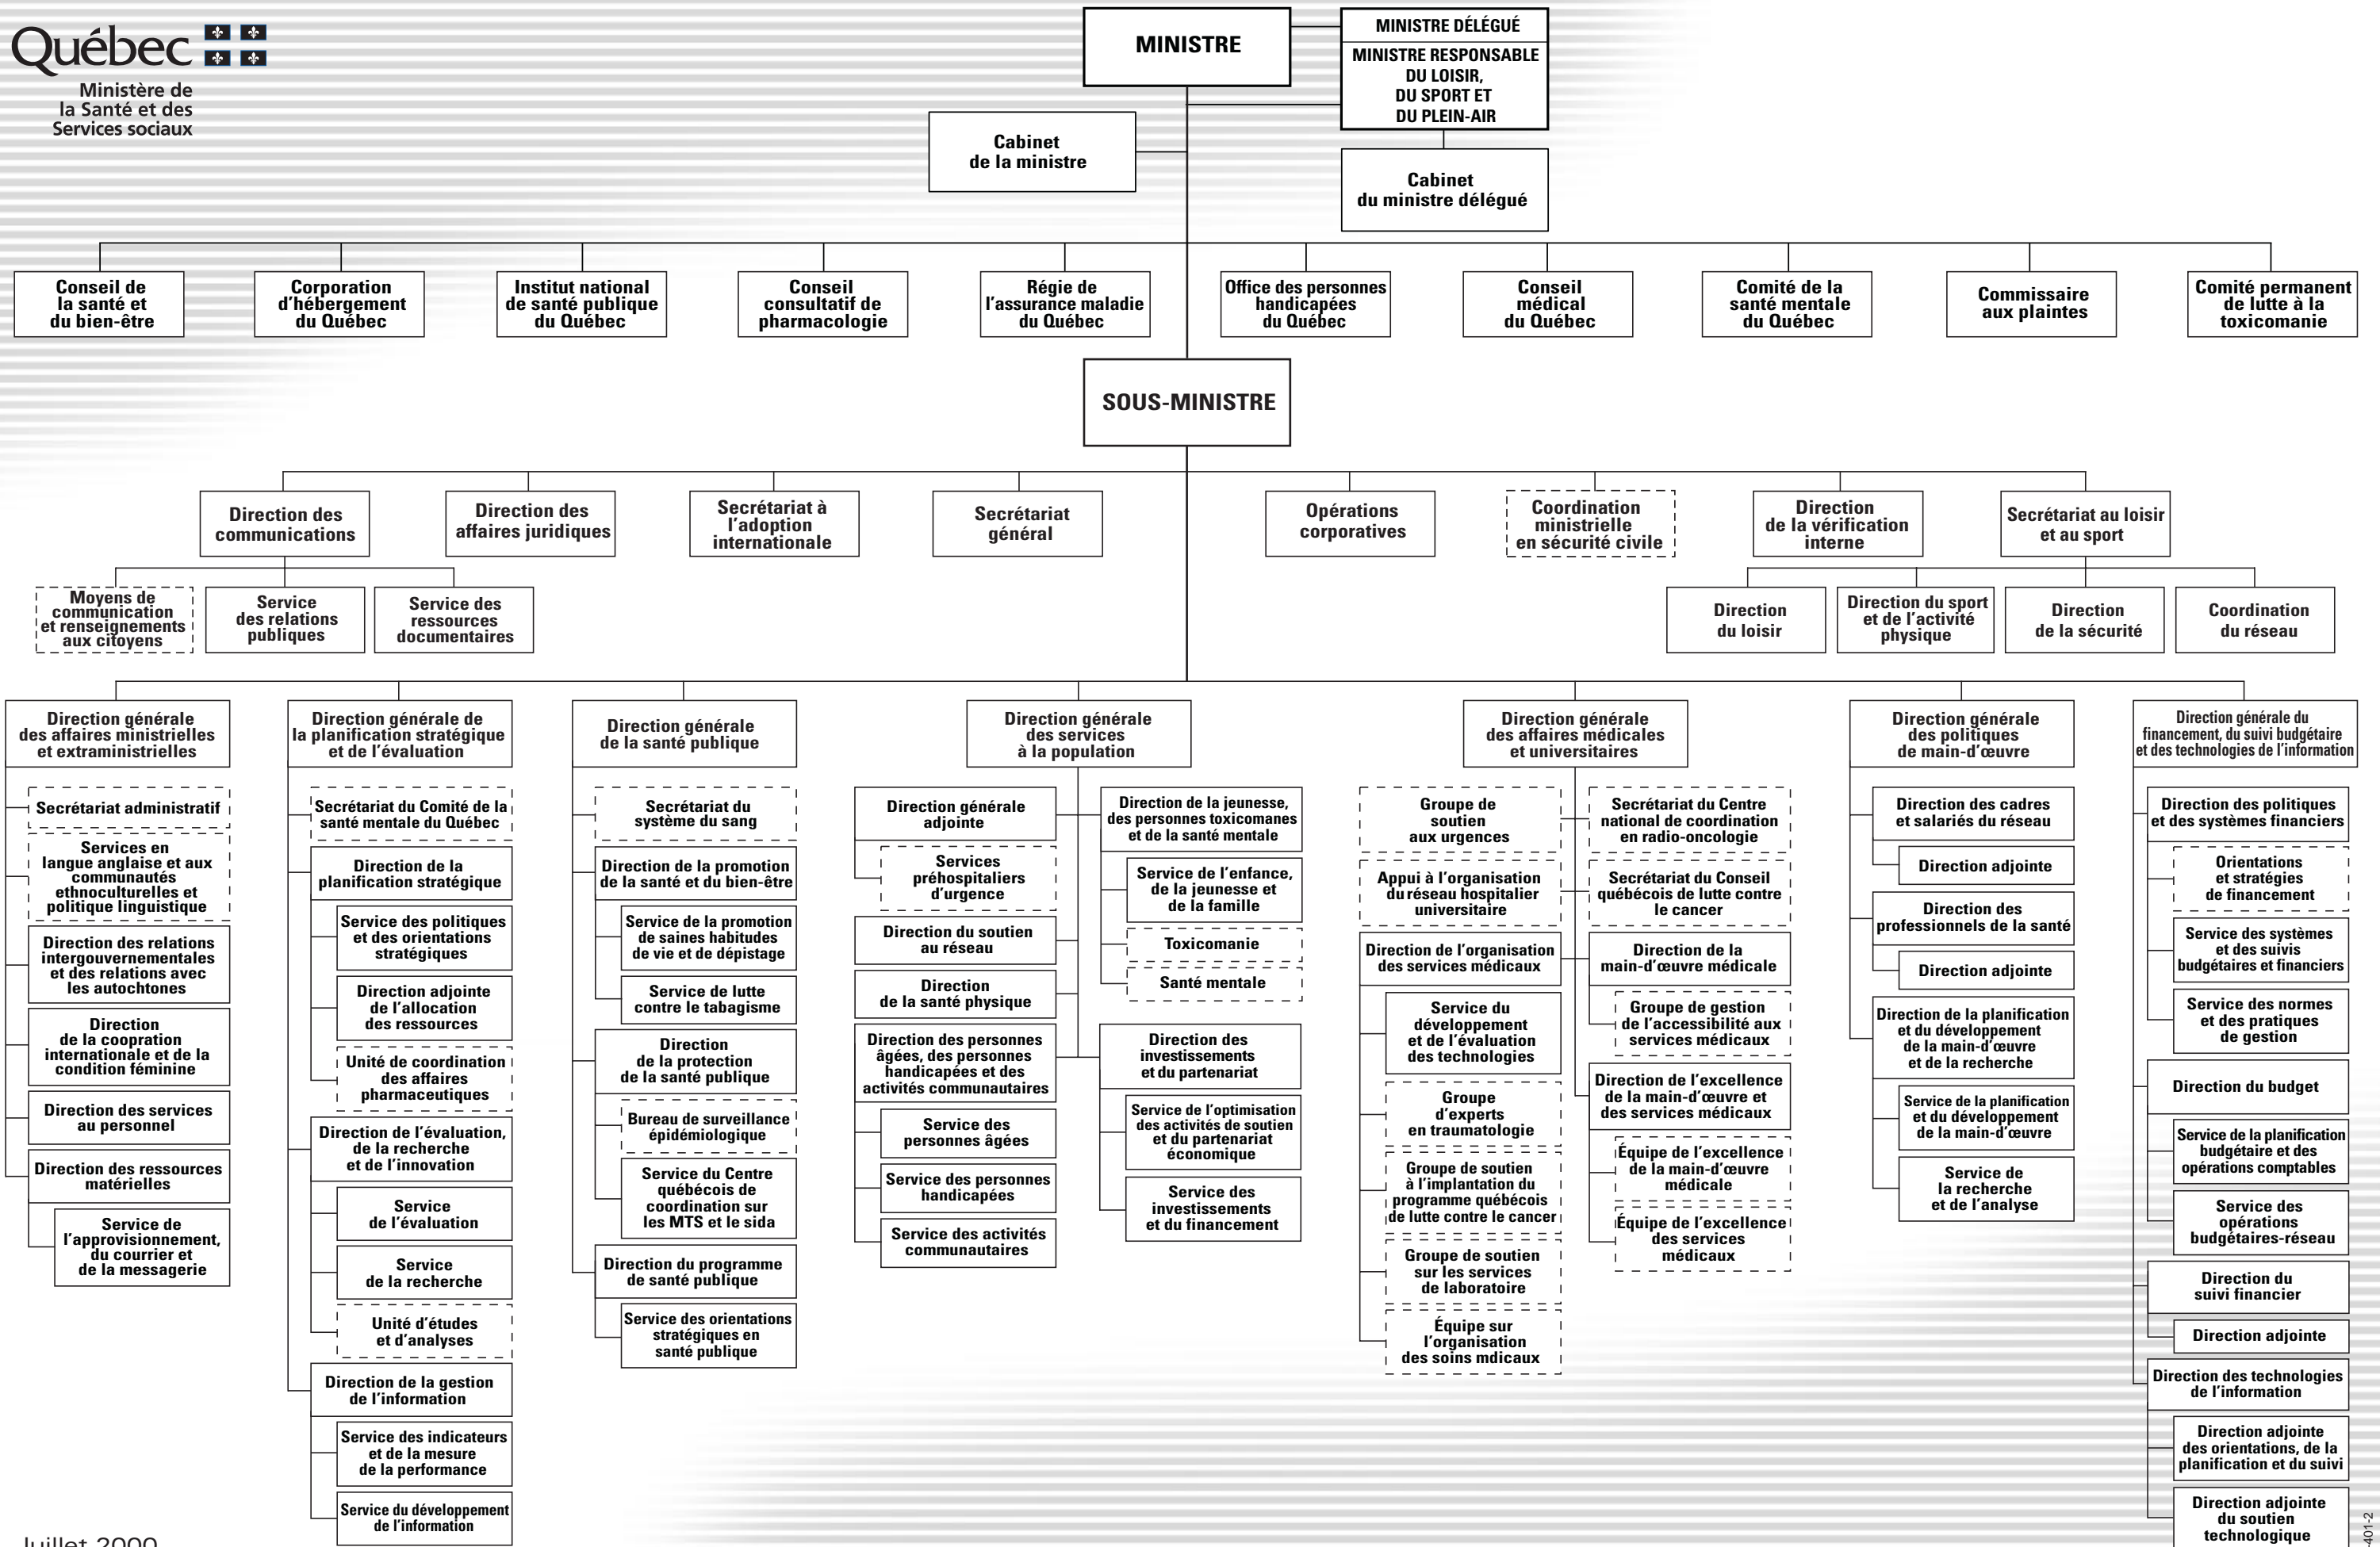 Québec
Ministère de
la Santé et des
Services sociaux
MINISTRE
MINISTRE DÉLÉGUÉ
MINISTRE RESPONSABLE
DU LOISIR,
DU SPORT ET
DU PLEIN-AIR
Cabinet
de la ministre
Cabinet
du ministre délégué
Conseil de
la santé et
du bien-être
Corporation
d'hébergement
du Québec
Institut national
de santé publique
du Québec
Conseil
consultatif de
pharmacologie
Régie de
l'assurance maladie
du Québec
Office des personnes
handicapées
du Québec
Conseil
médical
du Québec
Comité de la
santé mentale
du Québec
Commissaire
aux plaintes
Comité permanent
de lutte à la
toxicomanie
SOUS-MINISTRE
Direction des
communications
Direction des
affaires juridiques
Secrétariat à
l'adoption
internationale
Secrétariat
général
Opérations
corporatives
Coordination
ministrielle
en sécurité civile
Direction
de la vérification
interne
Secrétariat au loisir
et au sport
Moyens de
communication
et renseignements
aux citoyens
Service
des relations
publiques
Service des
ressources
documentaires
Direction
du loisir
Direction du sport
et de l'activité
physique
Direction
de la sécurité
Coordination
du réseau
Direction générale
des affaires ministrielles
et extraministrielles
Secrétariat administratif
Services en
langue anglaise et aux
communautés
ethnoculturelles et
politique linguistique
Direction des relations
intergouvernementales
et des relations avec
les autochtones
Direction
de la coopration
internationale et de la
condition féminine
Direction des services
au personnel
Direction des ressources
matérielles
Service de
l'approvisionnement,
du courrier et
de la messagerie
Direction générale de
la planification stratégique
et de l'évaluation
Secrétariat du Comité de la
santé mentale du Québec
Direction de la
planification stratégique
Service des politiques
et des orientations
stratégiques
Direction adjointe
de l'allocation
des ressources
Unité de coordination
des affaires
pharmaceutiques
Direction de l'évaluation,
de la recherche
et de l'innovation
Service
de l'évaluation
Service
de la recherche
Unité d'études
et d'analyses
Direction de la gestion
de l'information
Service des indicateurs
et de la mesure
de la performance
Service du développement
de l'information
Direction générale
de la santé publique
Secrétariat du
système du sang
Direction de la promotion
de la santé et du bien-être
Service de la promotion
de saines habitudes
de vie et de dépistage
Service de lutte
contre le tabagisme
Direction
de la protection
de la santé publique
Bureau de surveillance
épidémiologique
Service du Centre
québécois de
coordination sur
les MTS et le sida
Direction du programme
de santé publique
Service des orientations
stratégiques en
santé publique
Direction générale
des services
à la population
Direction générale
adjointe
Services
préhospitaliers
d'urgence
Direction du soutien
au réseau
Direction
de la santé physique
Direction des personnes
âgées, des personnes
handicapées et des
activités communautaires
Service des
personnes âgées
Service des personnes
handicapées
Service des activités
communautaires
Direction de la jeunesse,
des personnes toxicomanes
et de la santé mentale
Service de l'enfance,
de la jeunesse et
de la famille
Toxicomanie
Santé mentale
Direction des
investissements
et du partenariat
Service de l'optimisation
des activités de soutien
et du partenariat
économique
Service des
investissements
et du financement
Direction générale
des affaires médicales
et universitaires
Groupe de
soutien
aux urgences
Appui à l'organisation
du réseau hospitalier
universitaire
Direction de l'organisation
des services médicaux
Service du
développement
et de l'évaluation
des technologies
Groupe
d'experts
en traumatologie
Groupe de soutien
à l'implantation du
programme québécois
de lutte contre le cancer
Groupe de soutien
sur les services
de laboratoire
Équipe sur
l'organisation
des soins mdicaux
Secrétariat du Centre
national de coordination
en radio-oncologie
Secrétariat du Conseil
québécois de lutte contre
le cancer
Direction de la
main-d'œuvre médicale
Groupe de gestion
de l'accessibilité aux
services médicaux
Direction de l'excellence
de la main-d'œuvre et
des services médicaux
Équipe de l'excellence
de la main-d'œuvre
médicale
Équipe de l'excellence
des services
médicaux
Direction générale
des politiques
de main-d'œuvre
Direction des cadres
et salariés du réseau
Direction adjointe
Direction des
professionnels de la santé
Direction adjointe
Direction de la planification
et du développement
de la main-d'œuvre
et de la recherche
Service de la planification
et du développement
de la main-d'œuvre
Service de
la recherche
et de l'analyse
Direction générale du
financement, du suivi budgétaire
et des technologies de l'information
Direction des politiques
et des systèmes financiers
Orientations
et stratégies
de financement
Service des systèmes
et des suivis
budgétaires et financiers
Service des normes
et des pratiques
de gestion
Direction du budget
Service de la planification
budgétaire et des
opérations comptables
Service des
opérations
budgétaires-réseau
Direction du
suivi financier
Direction adjointe
Direction des technologies
de l'information
Direction adjointe
des orientations, de la
planification et du suivi
Direction adjointe
du soutien
technologique
Juillet 2000
-401-2